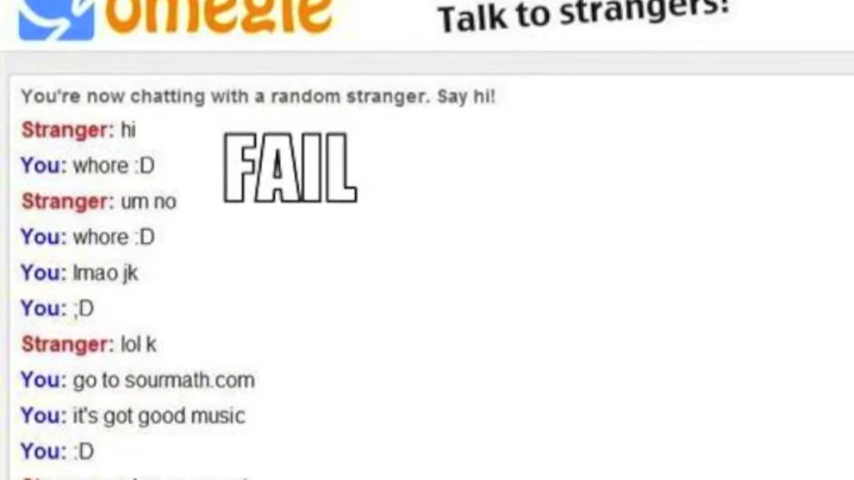 omegle
Talk to strangers!
You're now chatting with a random stranger. Say hi!
Stranger: hi
You: whore :D
FAIL
Stranger: um no
You: whore :D
You: lmao jk
You: ;D
Stranger: lol k
You: go to sourmath.com
You: it's got good music
You: :D